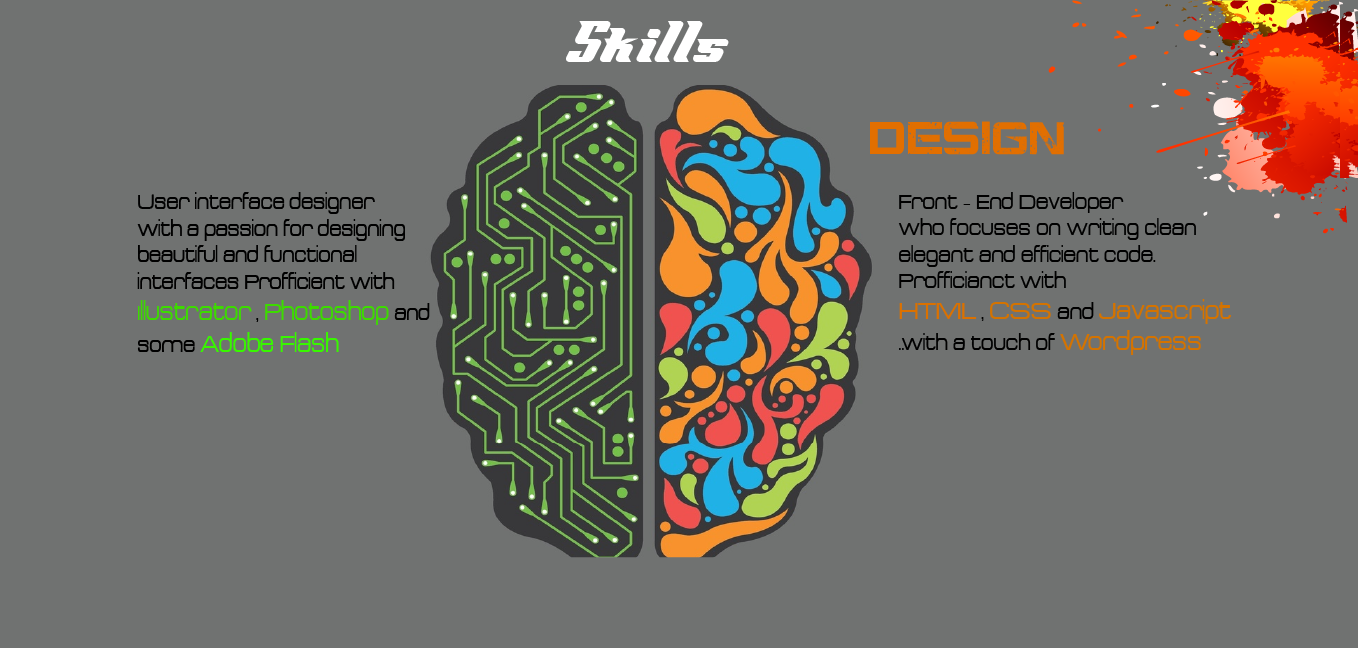 Skills
DESIGN
User interface designer
with a passion for designing
beautiful and functional
interfaces Profficient with
illustrator , Photoshop and
some Adobe Flash
Front - End Developer
who focuses on writing clean
elegant and efficient code.
Profficianct with
HTML , CSS and Javascript
..with a touch of Wordpress